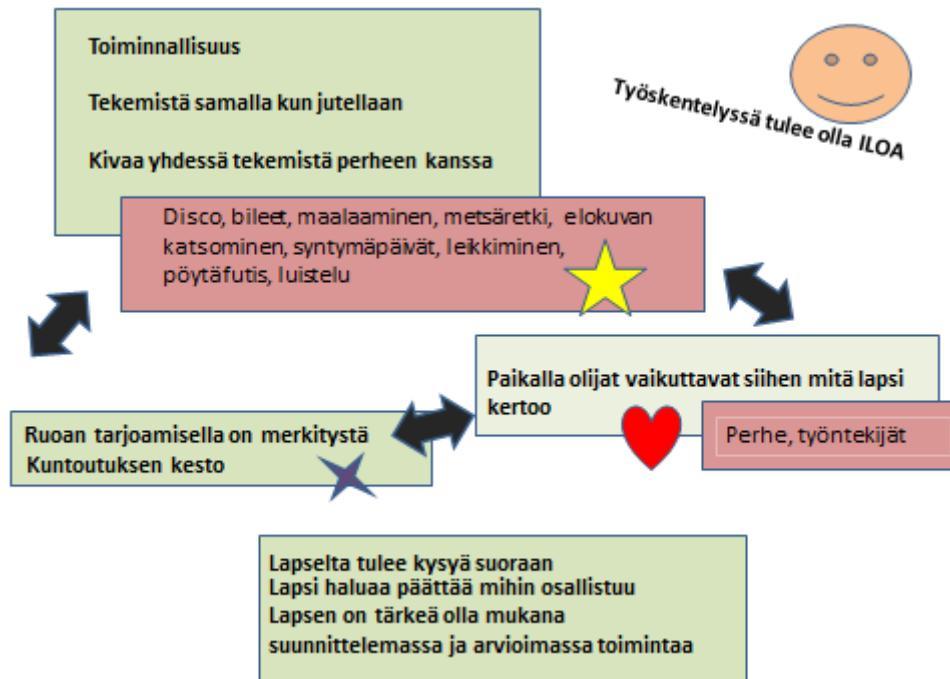 Toiminnallisuus
Tekemistä samalla kun jutellaan
Kivaa yhdessä tekemistä perheen kanssa
Työskentelyssä tulee olla ILOA
Disco, bileet, maalaaminen, metsäretki, elokuvan
katsominen, syntymäpäivät, leikkiminen,
pöytäfutis, luistelu
Paikalla olijat vaikuttavat siihen mitä lapsi
kertoo
Perhe, työntekijät
Ruoan tarjoamisella on merkitystä
Kuntoutuksen kesto
Lapselta tulee kysyä suoraan
Lapsi haluaa päättää mihin osallistuu
Lapsen on tärkeä olla mukana
suunnittelemassa ja arvioimassa toimintaa